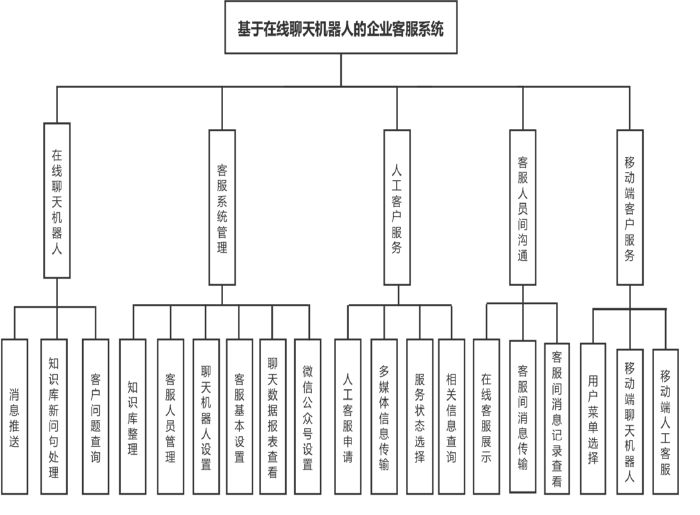 基于在线聊天机器人的企业客服系统
在线聊天机器人
客服系统管理
人工客户服务
客服人员间沟通
移动端客户服务
消息推送
知识库新问句处理
客户问题查询
知识库整理
客服人员管理
聊天机器人设置
客服基本设置
聊天数据报表查看
微信公众号设置
人工客服申请
多媒体信息传输
服务状态选择
相关信息查询
在线客服展示
客服间消息传输
客服间消息记录查看
用户菜单选择
移动端聊天机器人
移动端人工客服